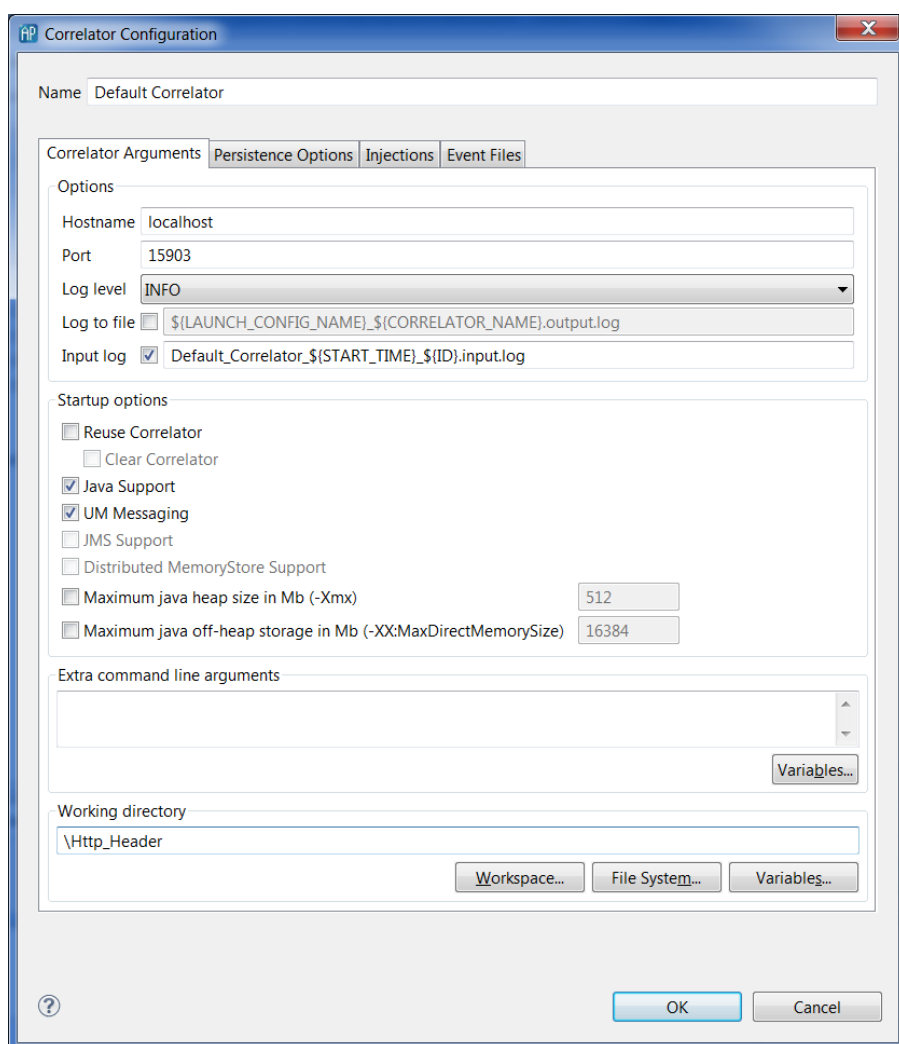 AP Correlator Configuration
X
Name Default Correlator
Correlator Arguments Persistence Options Injections Event Files
Options
Hostname localhost
Port 15903
Log level INFO
Log to file ${LAUNCH_CONFIG_NAME}_${CORRELATOR_NAME}.output.log
Input log Default_Correlator_${START_TIME}_${ID}.input.log
Startup options
Reuse Correlator
Clear Correlator
Java Support
UM Messaging
JMS Support
Distributed MemoryStore Support
Maximum java heap size in Mb (-Xmx) 512
Maximum java off-heap storage in Mb (-XX:MaxDirectMemorySize) 16384
Extra command line arguments
Variables...
Working directory
\Http_Header
Workspace... File System... Variables...
? OK Cancel